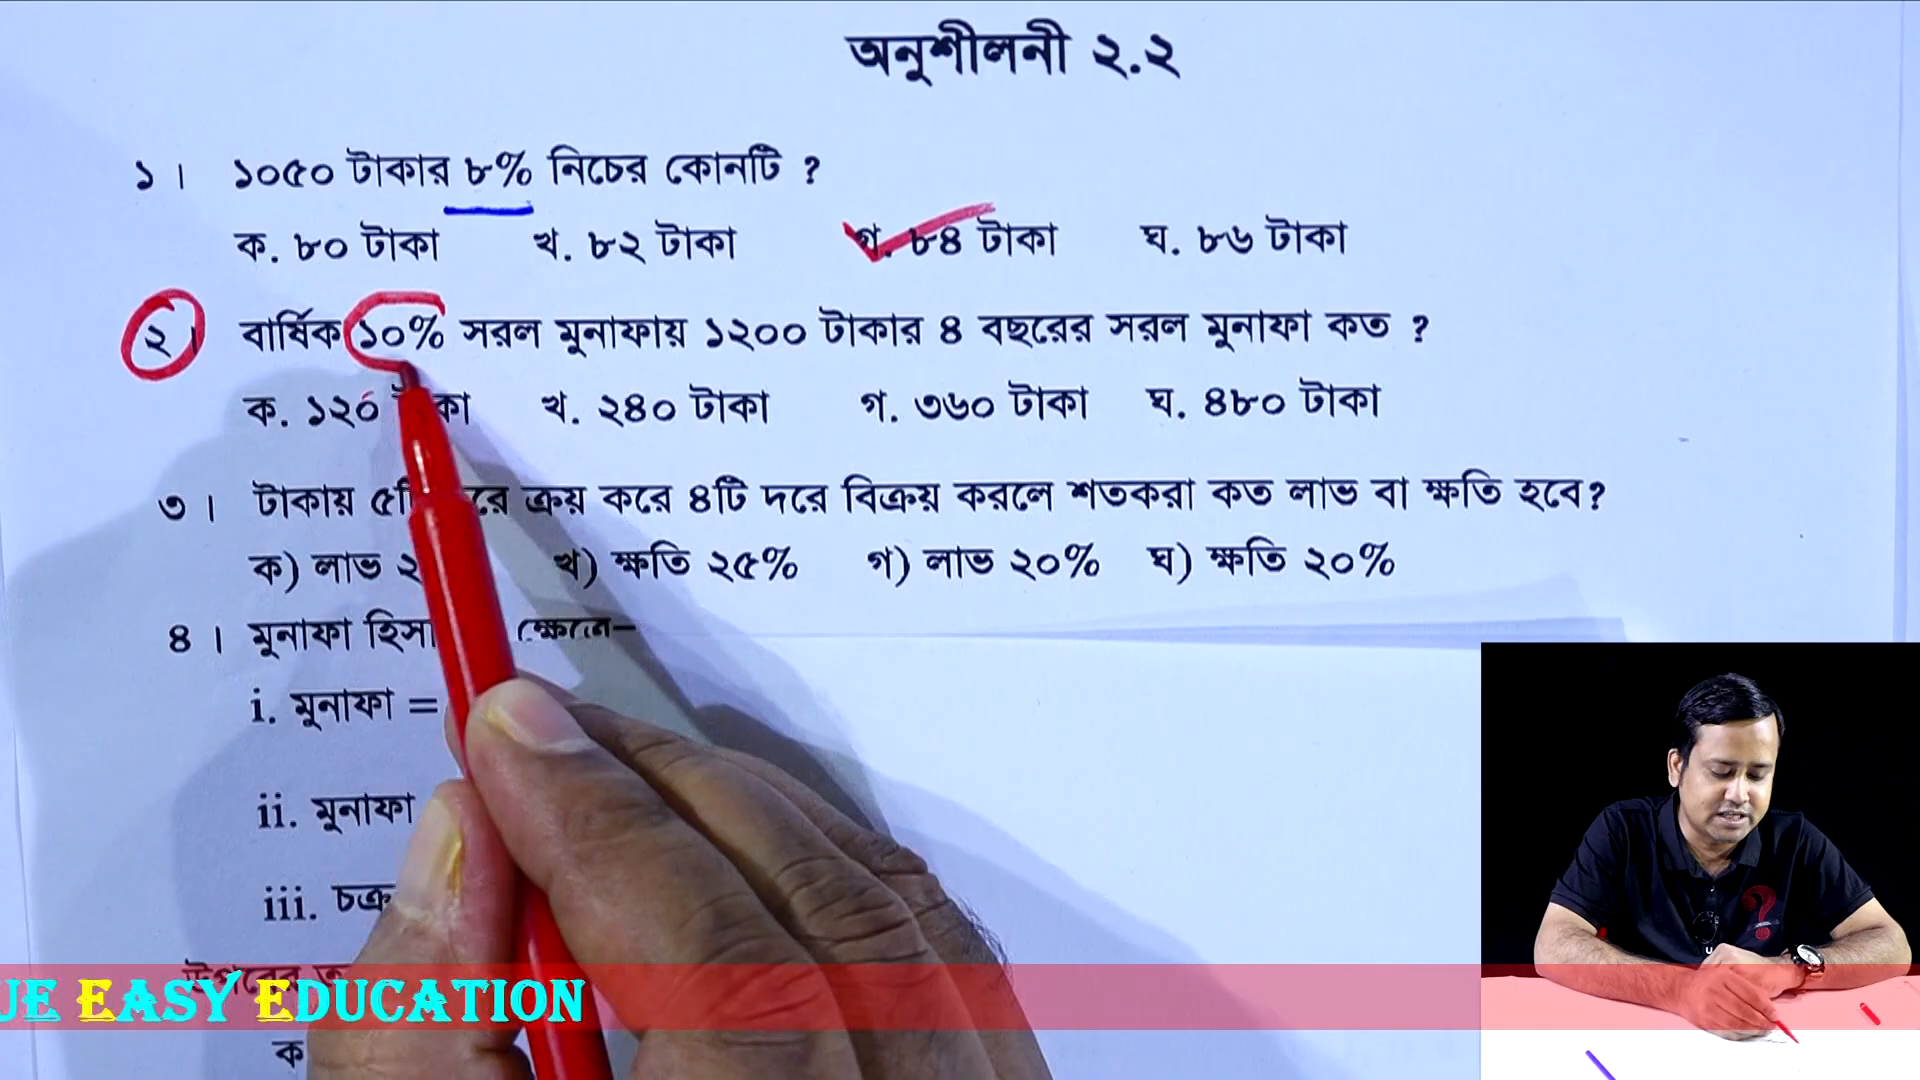 অনুশীলনী ২.২
১। ১০৫০ টাকার ৮% নিচের কোনটি ?
ক. ৮০ টাকা খ. ৮২ টাকা গ. ৮৪ টাকা ঘ. ৮৬ টাকা
২। বার্ষিক ১০% সরল মুনাফায় ১২০০ টাকার ৪ বছরের সরল মুনাফা কত ?
ক. ১২০ টাকা খ. ২৪০ টাকা গ. ৩৬০ টাকা ঘ. ৪৮০ টাকা
৩। টাকায় ৫টি দরে ক্রয় করে ৪টি দরে বিক্রয় করলে শতকরা কত লাভ বা ক্ষতি হবে?
ক) লাভ খ) ক্ষতি ২৫% গ) লাভ ২০% ঘ) ক্ষতি ২০%
৪। মুনাফা
i. মুনাফা =
ii. মুনাফা
iii.
EASY EDUCATION
ক